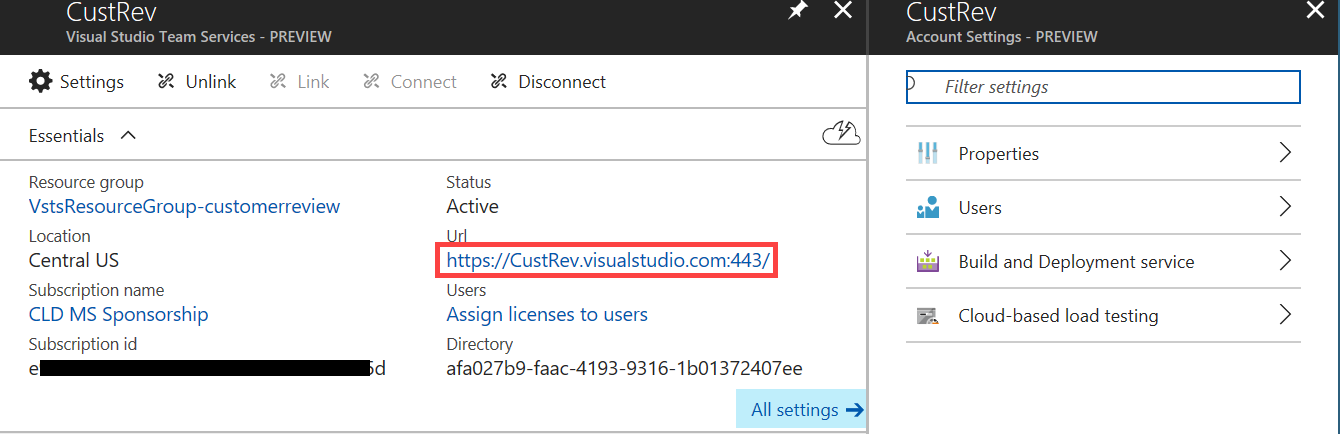 CustRev
Visual Studio Team Services - PREVIEW
Settings Unlink Link Connect Disconnect
Essentials
Resource group
VstsResourceGroup-customerreview
Location
Central US
Subscription name
CLD MS Sponsorship
Subscription id
e 5d
Status
Active
Url
https://CustRev.visualstudio.com:443/
Users
Assign licenses to users
Directory
afa027b9-faac-4193-9316-1b01372407ee
All settings
CustRev
Account Settings - PREVIEW
Filter settings
Properties
Users
Build and Deployment service
Cloud-based load testing